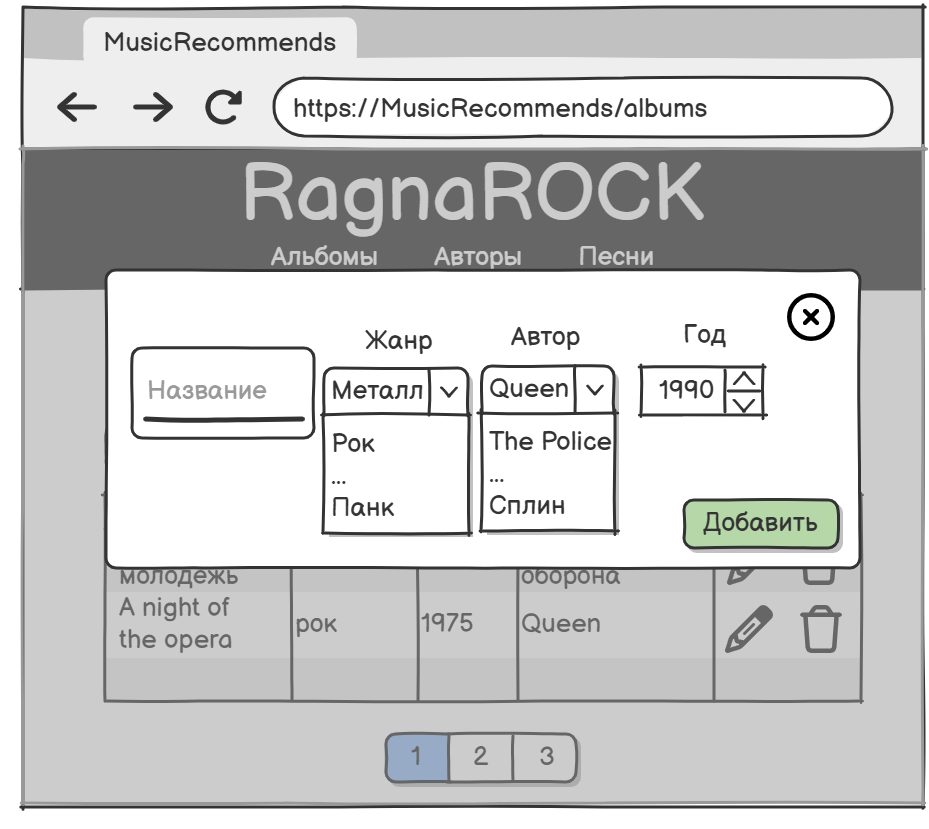 MusicRecommends
https://MusicRecommends/albums
RagnaROCK
Альбомы Авторы Песни
Жанр Автор Год
Название Металл Queen 1990
Рок The Police
... ...
Панк Сплин
Добавить
молодежь оборона
A night of
the opera рок 1975 Queen
1 2 3